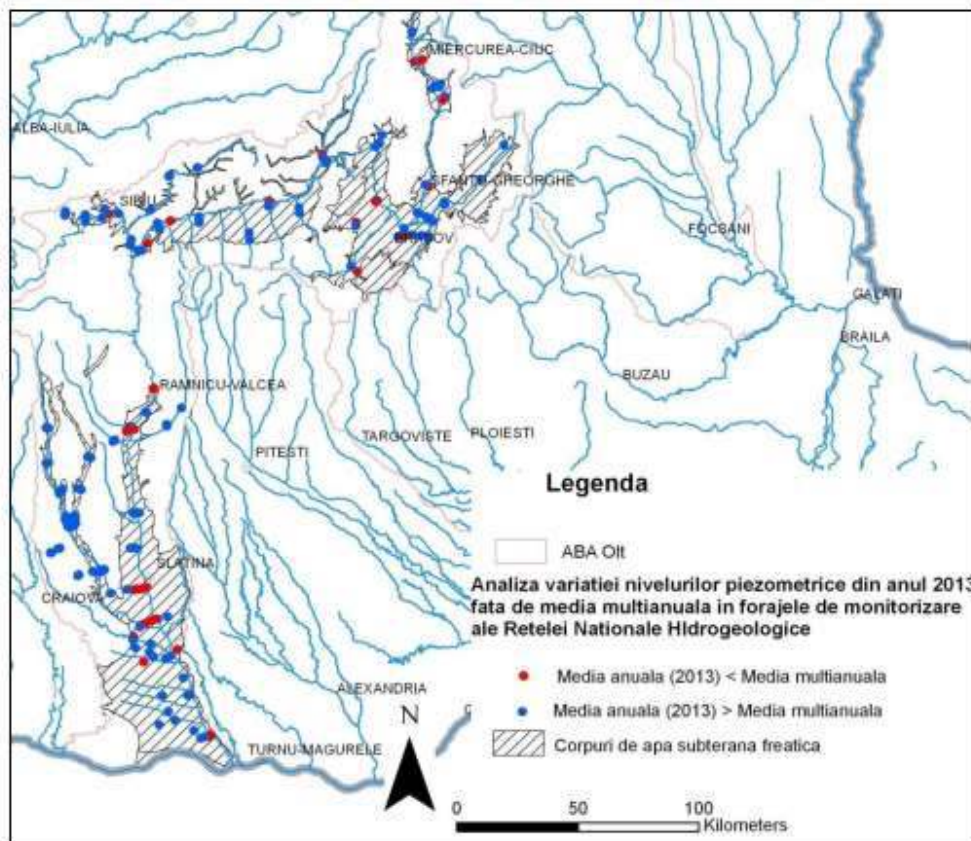 MIERCUREA-CIUC
ALBA-IULIA
SFANTU-GHEORGHE
SIBIU
FOCSANI
GALATI
BRAILA
RAMNICU-VALCEA
BUZAU
TARGOVISTE
PLOIESTI
PITESTI
Legenda
ABA Olt
SLATINA
Analiza variatiei nivelurilor piezometrice din anul 2013
CRAIOVA
fata de media multianuala in forajele de monitorizare
ale Retelei Nationale HIdrogeologice
Media anuala (2013) < Media multianuala
ALEXANDRIA
N
Media anuala (2013) > Media multianuala
Corpuri de apa subterana freatica
TURNU-MAGURELE
0 50 100
Kilometers